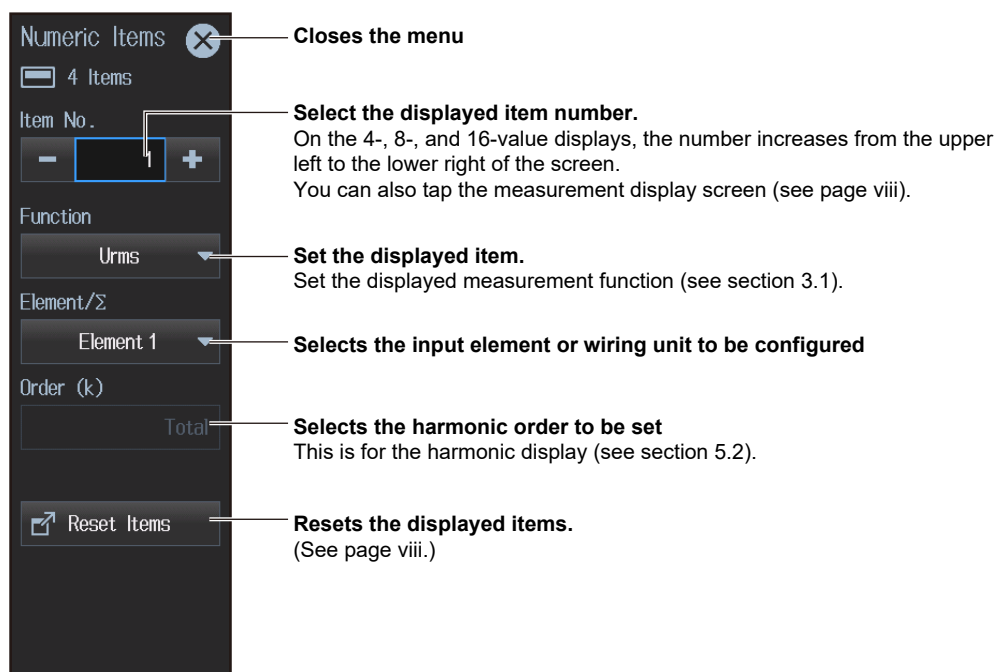 Numeric Items
Closes the menu
4 Items
Item No.
Select the displayed item number.
1
On the 4-, 8-, and 16-value displays, the number increases from the upper
left to the lower right of the screen.
You can also tap the measurement display screen (see page viii).
Function
Urms
Set the displayed item.
Set the displayed measurement function (see section 3.1).
Element/Σ
Element 1
Selects the input element or wiring unit to be configured
Order (k)
Total
Selects the harmonic order to be set
This is for the harmonic display (see section 5.2).
Reset Items
Resets the displayed items.
(See page viii.)